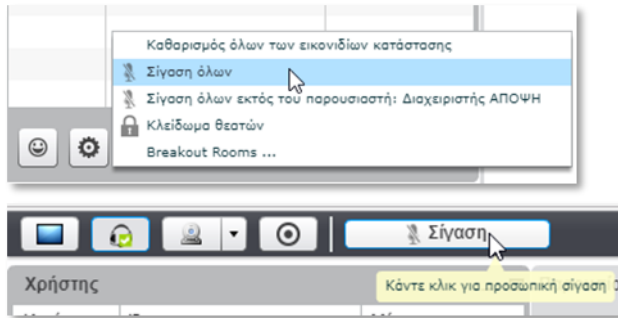 Καθαρισμός όλων των εικονιδίων κατάστασης
Σίγαση όλων
Σίγαση όλων εκτός του παρουσιαστή: Διαχειριστής ΑΠΟΨΗ
Κλείδωμα θεατών
Breakout Rooms ...
Σίγαση
Χρήστης
Κάντε κλικ για προσωπική σίγαση